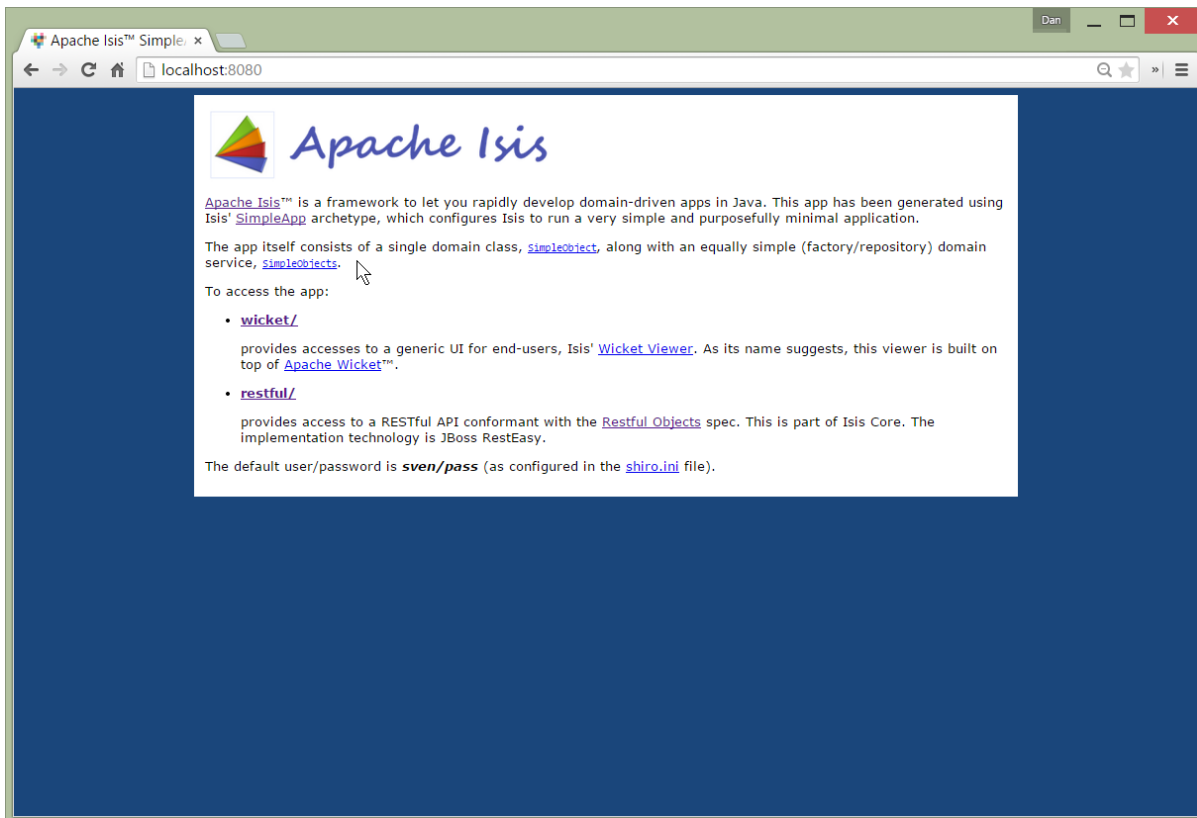 Dan
Apache Isis™ Simple
localhost:8080
Apache Isis
Apache Isis™ is a framework to let you rapidly develop domain-driven apps in Java. This app has been generated using
Isis' SimpleApp archetype, which configures Isis to run a very simple and purposefully minimal application.
The app itself consists of a single domain class, SimpleObject, along with an equally simple (factory/repository) domain
service, SimpleObjects.
To access the app:
• wicket/
provides accesses to a generic UI for end-users, Isis' Wicket Viewer. As its name suggests, this viewer is built on
top of Apache Wicket™.
• restful/
provides access to a RESTful API conformant with the Restful Objects spec. This is part of Isis Core. The
implementation technology is JBoss RestEasy.
The default user/password is sven/pass (as configured in the shiro.ini file).